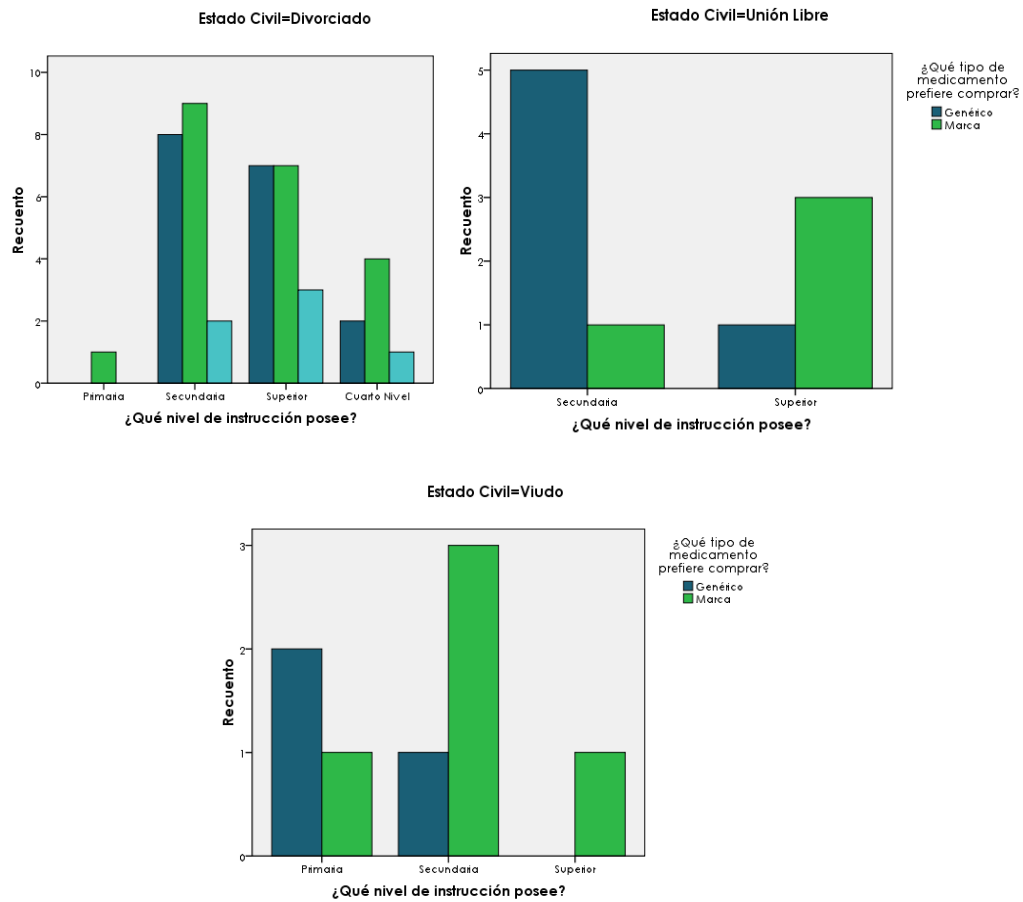 Estado Civil=Divorciado
Recuento
10
8
6
4
2
0
Primaria
Secundaria
Superior
Cuarto Nivel
¿Qué nivel de instrucción posee?
Estado Civil=Unión Libre
Recuento
5
4
3
2
1
0
Secundaria
Superior
¿Qué nivel de instrucción posee?
¿Qué tipo de
medicamento
prefiere comprar?
Genérico
Marca
Estado Civil=Viudo
Recuento
3
2
1
0
Primaria
Secundaria
Superior
¿Qué nivel de instrucción posee?
¿Qué tipo de
medicamento
prefiere comprar?
Genérico
Marca